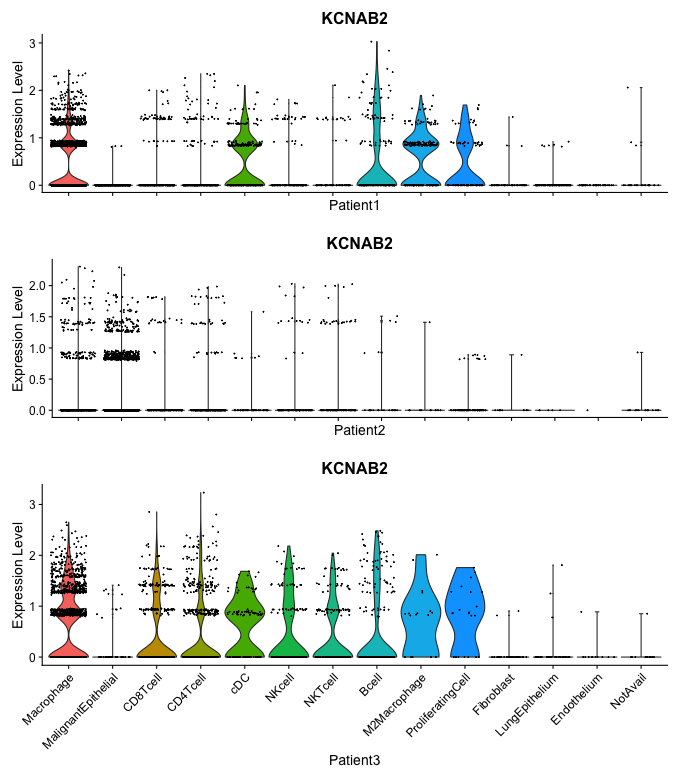 KCNAB2
3
2
1
0
Expression Level
Patient1
KCNAB2
2.0
1.5
1.0
0.5
0.0
Expression Level
Patient2
KCNAB2
3
2
1
0
Expression Level
Macrophage
MalignantEpithelial
CD8Tcell
CD4Tcell
cDC
NKcell
NKTcell
Bcell
M2Macrophage
ProliferatingCell
Fibroblast
LungEpithelium
Endothelium
NotAvail
Patient3